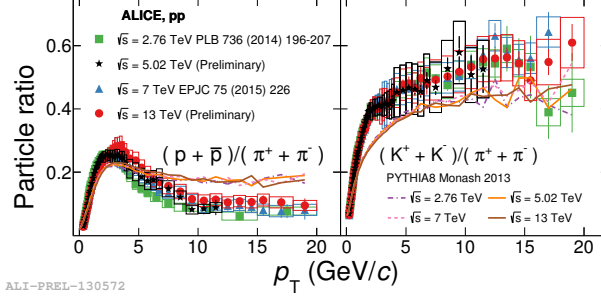 ALICE, pp
√s = 2.76 TeV PLB 736 (2014) 196-207
√s = 5.02 TeV (Preliminary)
√s = 7 TeV EPJC 75 (2015) 226
√s = 13 TeV (Preliminary)
Particle ratio
0.6
0.4
0.2
(p + p̅)/(π⁺ + π⁻)
(K⁺ + K⁻)/(π⁺ + π⁻)
PYTHIA8 Monash 2013
√s = 2.76 TeV
√s = 5.02 TeV
√s = 7 TeV
√s = 13 TeV
0 5 10 15 20
5 10 15 20
p_T (GeV/c)
ALI-PREL-130572